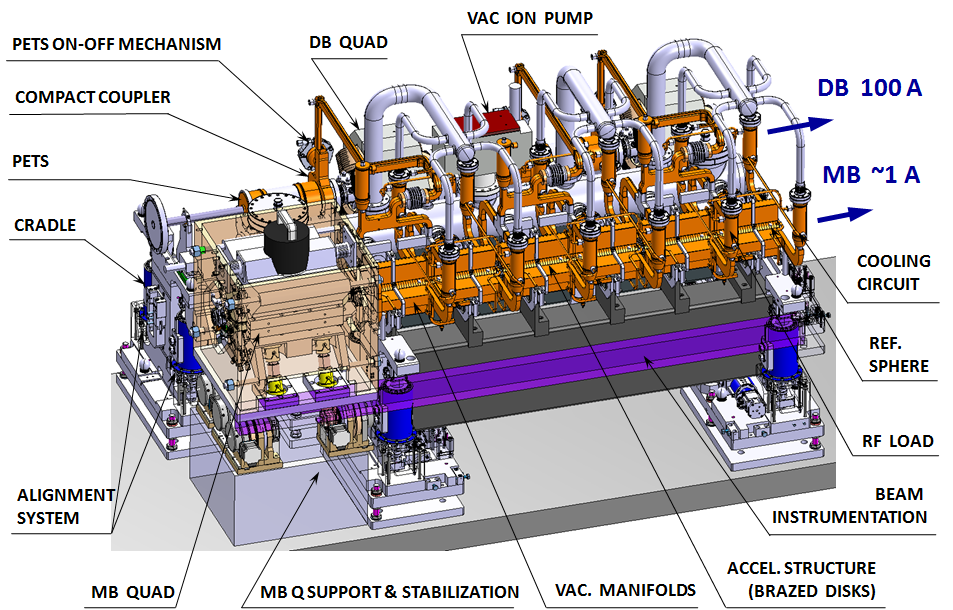 VAC ION PUMP
PETS ON-OFF MECHANISM
DB QUAD
COMPACT COUPLER
DB 100 A
PETS
MB ~1 A
CRADLE
COOLING
CIRCUIT
REF.
SPHERE
RF LOAD
ALIGNMENT
SYSTEM
BEAM
INSTRUMENTATION
MB QUAD
MB Q SUPPORT & STABILIZATION
VAC. MANIFOLDS
ACCEL. STRUCTURE
(BRAZED DISKS)